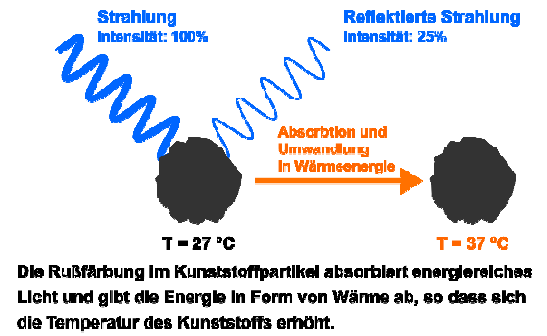 Strahlung
Intensität: 100%
Reflektierte Strahlung
Intensität: 25%
Absorbtion und
Umwandlung
in Wärmeenergie
T = 27 °C
T = 37 °C
Die Rußfärbung im Kunststoffpartikel absorbiert energiereiches
Licht und gibt die Energie in Form von Wärme ab, so dass sich
die Temperatur des Kunststoffs erhöht.